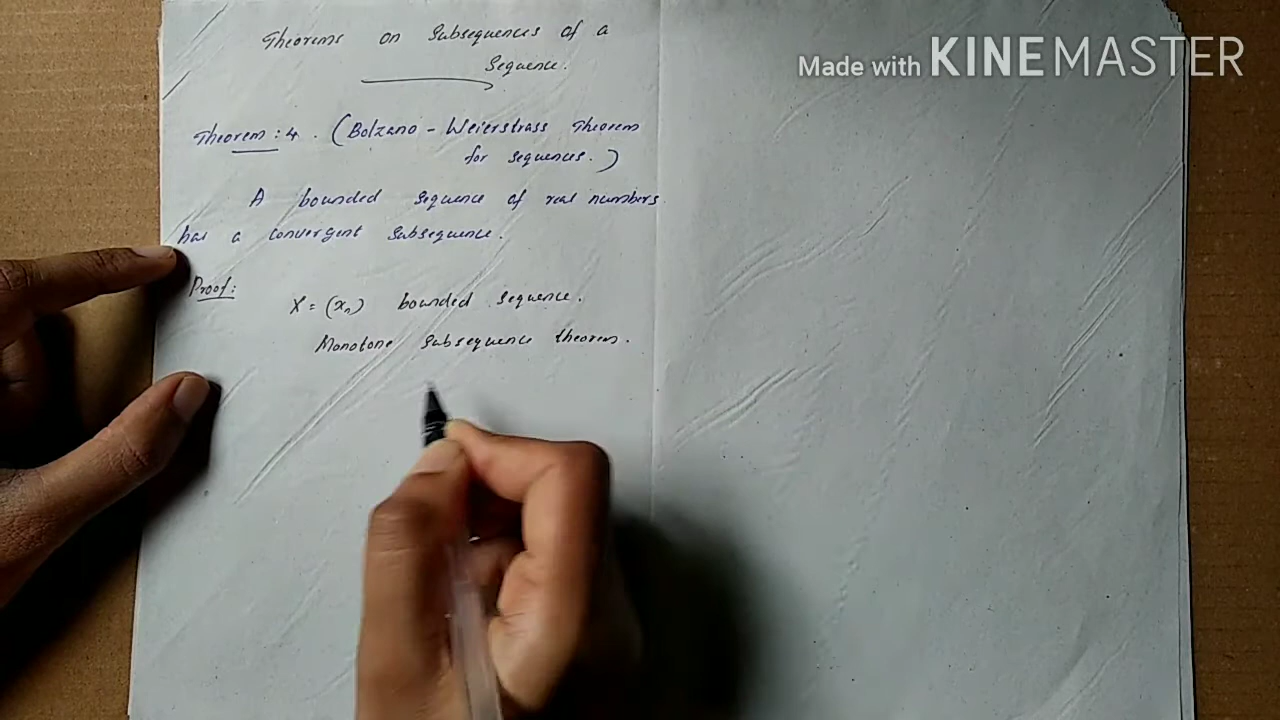 Theorems on Subsequences of a
Sequence.
Made with KINEMASTER
Theorem : 4 . (Bolzano - Weierstrass Theorem
for sequences.)
A bounded sequence of real numbers
has a convergent subsequence.
Proof:
X = (xn) bounded sequence.
Monotone subsequence theorem.